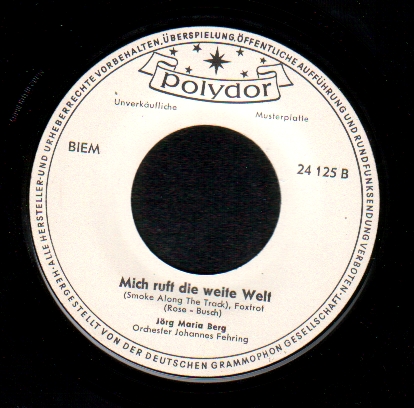 ALLE HERSTELLER- UND URHEBERRECHTE VORBEHALTEN, ÜBERSPIELUNG, ÖFFENTLICHE AUFFÜHRUNG UND RUNDFUNKSENDUNG VERBOTEN.
polydor
Unverkäufliche Musterplatte
BIEM 24 125 B
Mich ruft die weite Welt
(Smoke Along The Track), Foxtrot
(Rose - Busch)
Jörg Maria Berg
Orchester Johannes Fehring
HERGESTELLT VON DER DEUTSCHEN GRAMMOPHON GESELLSCHAFT